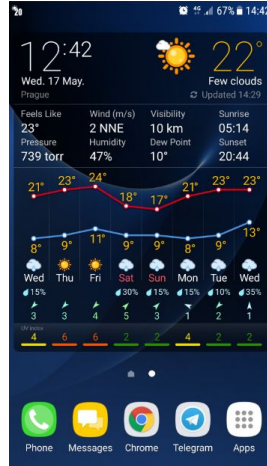 20 67% 14:42
12:42 22°
Wed. 17 May. Few clouds
Prague Updated 14:29
Feels Like Wind (m/s) Visibility Sunrise
23° 2 NNE 10 km 05:14
Pressure Humidity Dew Point Sunset
739 torr 47% 10° 20:44
21° 23° 24° 18° 17° 21° 23° 23°
8° 9° 11° 9° 9° 8° 9° 13°
Wed Thu Fri Sat Sun Mon Tue Wed
15% 30% 15% 15% 10% 35%
3 3 4 5 3 1 2 1
UV Index
4 6 6 2 2 4 2 2
Phone Messages Chrome Telegram Apps